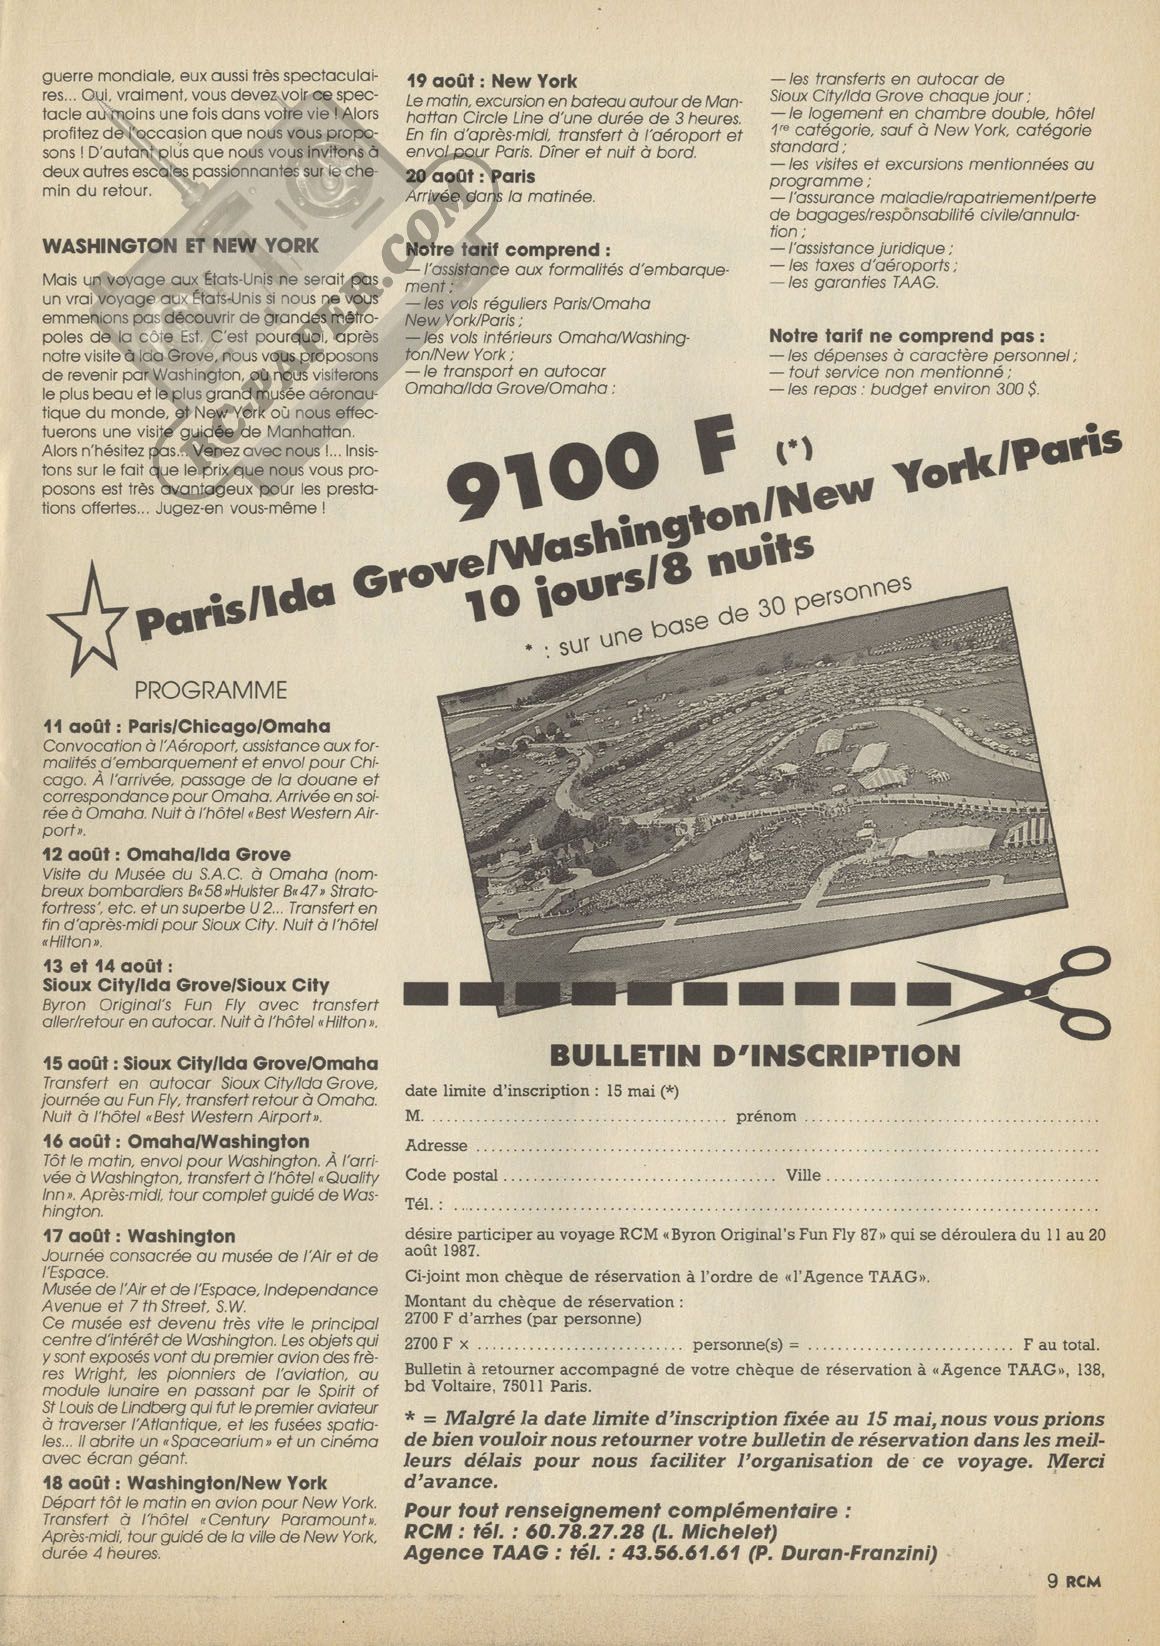 guerre mondiale, eux aussi très spectaculai-
res... Oui, vraiment, vous devez voir ce spec-
tacle au moins une fois dans votre vie ! Alors
profitez de l'occasion que nous vous propo-
sons ! D'autant plus que nous vous invitons à
deux autres escales passionnantes sur le che-
min du retour.
WASHINGTON ET NEW YORK
Mais un voyage aux États-Unis ne serait pas
un vrai voyage aux États-Unis si nous ne vous
emmenions pas découvrir de grandes métro-
poles de la côte Est. C'est pourquoi, après
notre visite à Ida Grove, nous vous proposons
de revenir par Washington, où nous visiterons
le plus beau et le plus grand musée aéronau-
tique du monde, et New York où nous effec-
tuerons une visite guidée de Manhattan.
Alors n'hésitez pas... Venez avec nous !... Insis-
tons sur le fait que le prix que nous vous pro-
posons est très avantageux pour les presta-
tions offertes... Jugez-en vous-même !
19 août : New York
Le matin, excursion en bateau autour de Man-
hattan Circle Line d'une durée de 3 heures.
En fin d'après-midi, transfert à l'aéroport et
envol pour Paris. Dîner et nuit à bord.
20 août : Paris
Arrivée dans la matinée.
Notre tarif comprend :
— l'assistance aux formalités d'embarque-
ment ;
— les vols réguliers Paris/Omaha
New York/Paris ;
— les vols intérieurs Omaha/Washing-
ton/New York ;
— le transport en autocar
Omaha/Ida Grove/Omaha ;
— les transferts en autocar de
Sioux City/Ida Grove chaque jour ;
— le logement en chambre double, hôtel
1re catégorie, sauf à New York, catégorie
standard ;
— les visites et excursions mentionnées au
programme ;
— l'assurance maladie/rapatriement/perte
de bagages/responsabilité civile/annula-
tion ;
— l'assistance juridique ;
— les taxes d'aéroports ;
— les garanties TAAG.
Notre tarif ne comprend pas :
— les dépenses à caractère personnel ;
— tout service non mentionné ;
— les repas : budget environ 300 $.
RC-PAPER.COM
9100 F (*)
Paris/Ida Grove/Washington/New York/Paris
10 jours/8 nuits
* : sur une base de 30 personnes
PROGRAMME
11 août : Paris/Chicago/Omaha
Convocation à l'Aéroport, assistance aux for-
malités d'embarquement et envol pour Chi-
cago. À l'arrivée, passage de la douane et
correspondance pour Omaha. Arrivée en soi-
rée à Omaha. Nuit à l'hôtel «Best Western Air-
port».
12 août : Omaha/Ida Grove
Visite du Musée du S.A.C. à Omaha (nom-
breux bombardiers B«58»Hulster B«47» Strato-
fortress', etc. et un superbe U 2... Transfert en
fin d'après-midi pour Sioux City. Nuit à l'hôtel
«Hilton».
13 et 14 août :
Sioux City/Ida Grove/Sioux City
Byron Original's Fun Fly avec transfert
aller/retour en autocar. Nuit à l'hôtel «Hilton».
15 août : Sioux City/Ida Grove/Omaha
Transfert en autocar Sioux City/Ida Grove,
journée au Fun Fly, transfert retour à Omaha.
Nuit à l'hôtel «Best Western Airport».
16 août : Omaha/Washington
Tôt le matin, envol pour Washington. À l'arri-
vée à Washington, transfert à l'hôtel «Quality
Inn». Après-midi, tour complet guidé de Was-
hington.
17 août : Washington
Journée consacrée au musée de l'Air et de
l'Espace.
Musée de l'Air et de l'Espace, Independance
Avenue et 7 th Street, S.W.
Ce musée est devenu très vite le principal
centre d'intérêt de Washington. Les objets qui
y sont exposés vont du premier avion des frè-
res Wright, les pionniers de l'aviation, au
module lunaire en passant par le Spirit of
St Louis de Lindberg qui fut le premier aviateur
à traverser l'Atlantique, et les fusées spatia-
les... Il abrite un «Spacearium» et un cinéma
avec écran géant.
18 août : Washington/New York
Départ tôt le matin en avion pour New York.
Transfert à l'hôtel «Century Paramount».
Après-midi, tour guidé de la ville de New York,
durée 4 heures.
BULLETIN D'INSCRIPTION
date limite d'inscription : 15 mai (*)
M. ........................................ prénom ........................................
Adresse ........................................
Code postal ........................................ Ville ........................................
Tél. : ........................................
désire participer au voyage RCM «Byron Original's Fun Fly 87» qui se déroulera du 11 au 20
août 1987.
Ci-joint mon chèque de réservation à l'ordre de «l'Agence TAAG».
Montant du chèque de réservation :
2700 F d'arrhes (par personne)
2700 F × .............................. personne(s) = .............................. F au total.
Bulletin à retourner accompagné de votre chèque de réservation à «Agence TAAG», 138,
bd Voltaire, 75011 Paris.
* = Malgré la date limite d'inscription fixée au 15 mai, nous vous prions
de bien vouloir nous retourner votre bulletin de réservation dans les meil-
leurs délais pour nous faciliter l'organisation de ce voyage. Merci
d'avance.
Pour tout renseignement complémentaire :
RCM : tél. : 60.78.27.28 (L. Michelet)
Agence TAAG : tél. : 43.56.61.61 (P. Duran-Franzini)
9 RCM